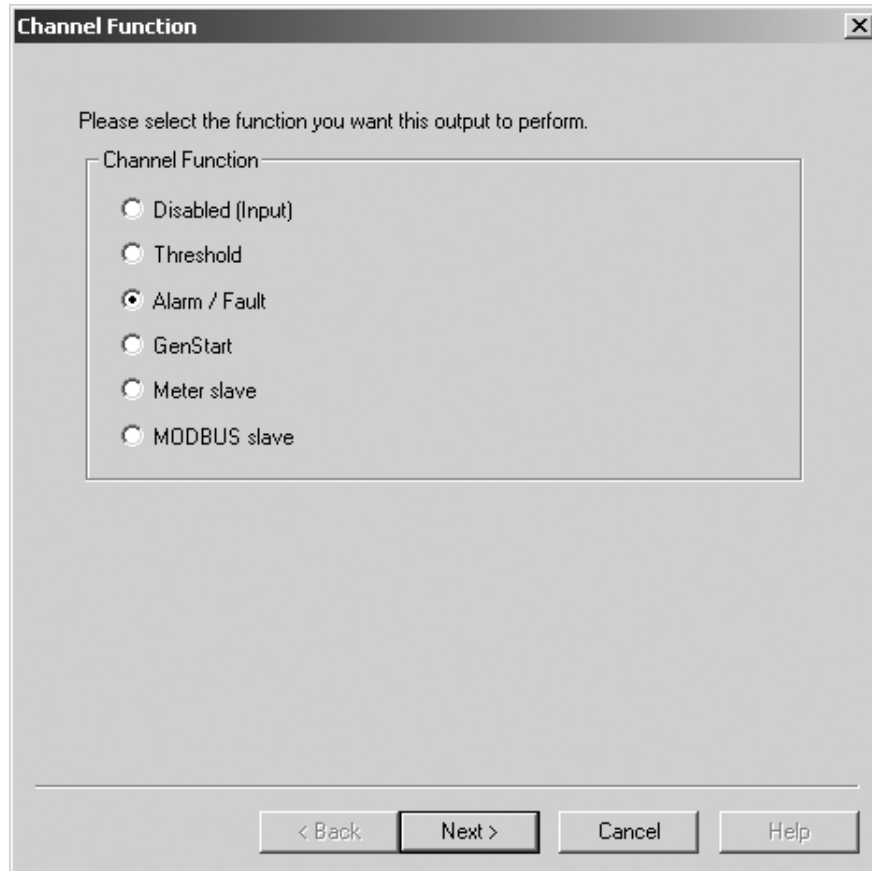 Channel Function
Please select the function you want this output to perform.
Channel Function
Disabled (Input)
Threshold
Alarm / Fault
GenStart
Meter slave
MODBUS slave
< Back
Next >
Cancel
Help